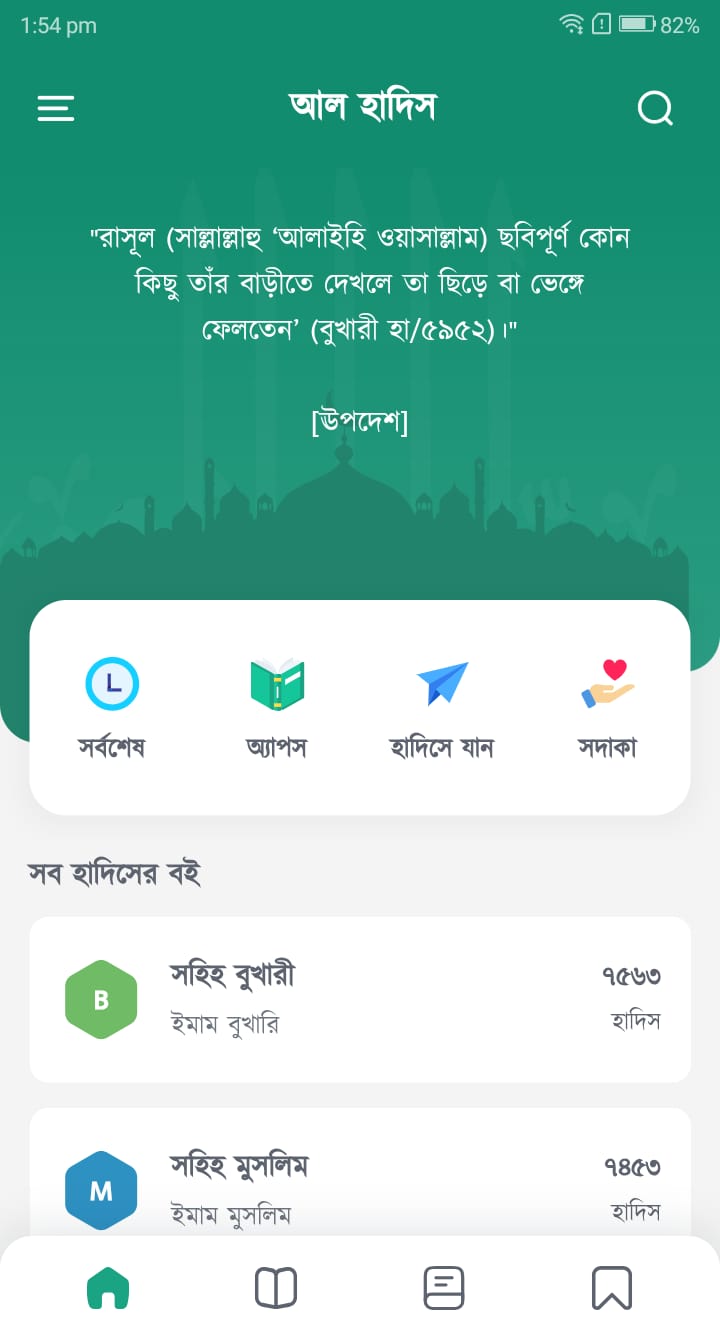 1:54 pm
82%
আল হাদিস
"রাসূল (সাল্লাল্লাহু ‘আলাইহি ওয়াসাল্লাম) ছবিপূর্ণ কোন
কিছু তাঁর বাড়ীতে দেখলে তা ছিড়ে বা ভেঙ্গে
ফেলতেন’ (বুখারী হা/৫৯৫২)।"
[উপদেশ]
L
সর্বশেষ
অ্যাপস
হাদিসে যান
সদাকা
সব হাদিসের বই
B
সহিহ বুখারী
৭৫৬৩
ইমাম বুখারি
হাদিস
M
সহিহ মুসলিম
৭৪৫৩
ইমাম মুসলিম
হাদিস